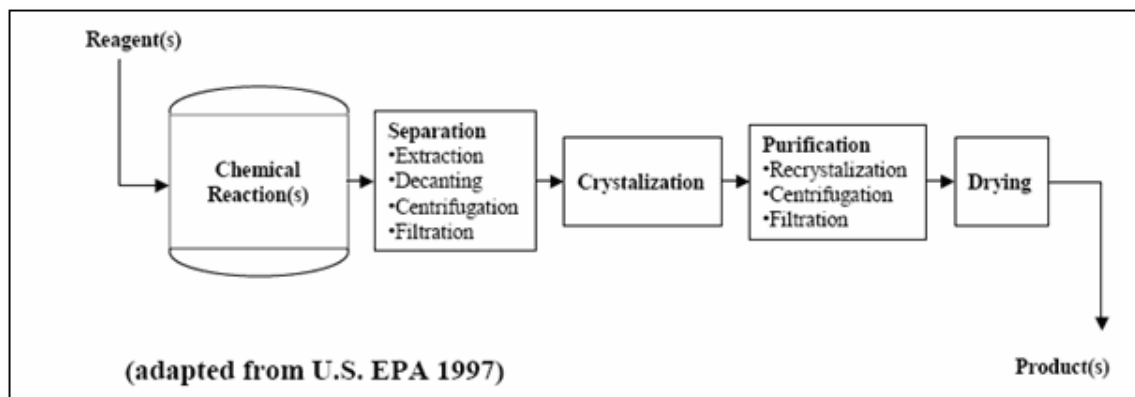 Reagent(s)
Chemical
Reaction(s)
Separation
•Extraction
•Decanting
•Centrifugation
•Filtration
Crystalization
Purification
•Recrystalization
•Centrifugation
•Filtration
Drying
Product(s)
(adapted from U.S. EPA 1997)